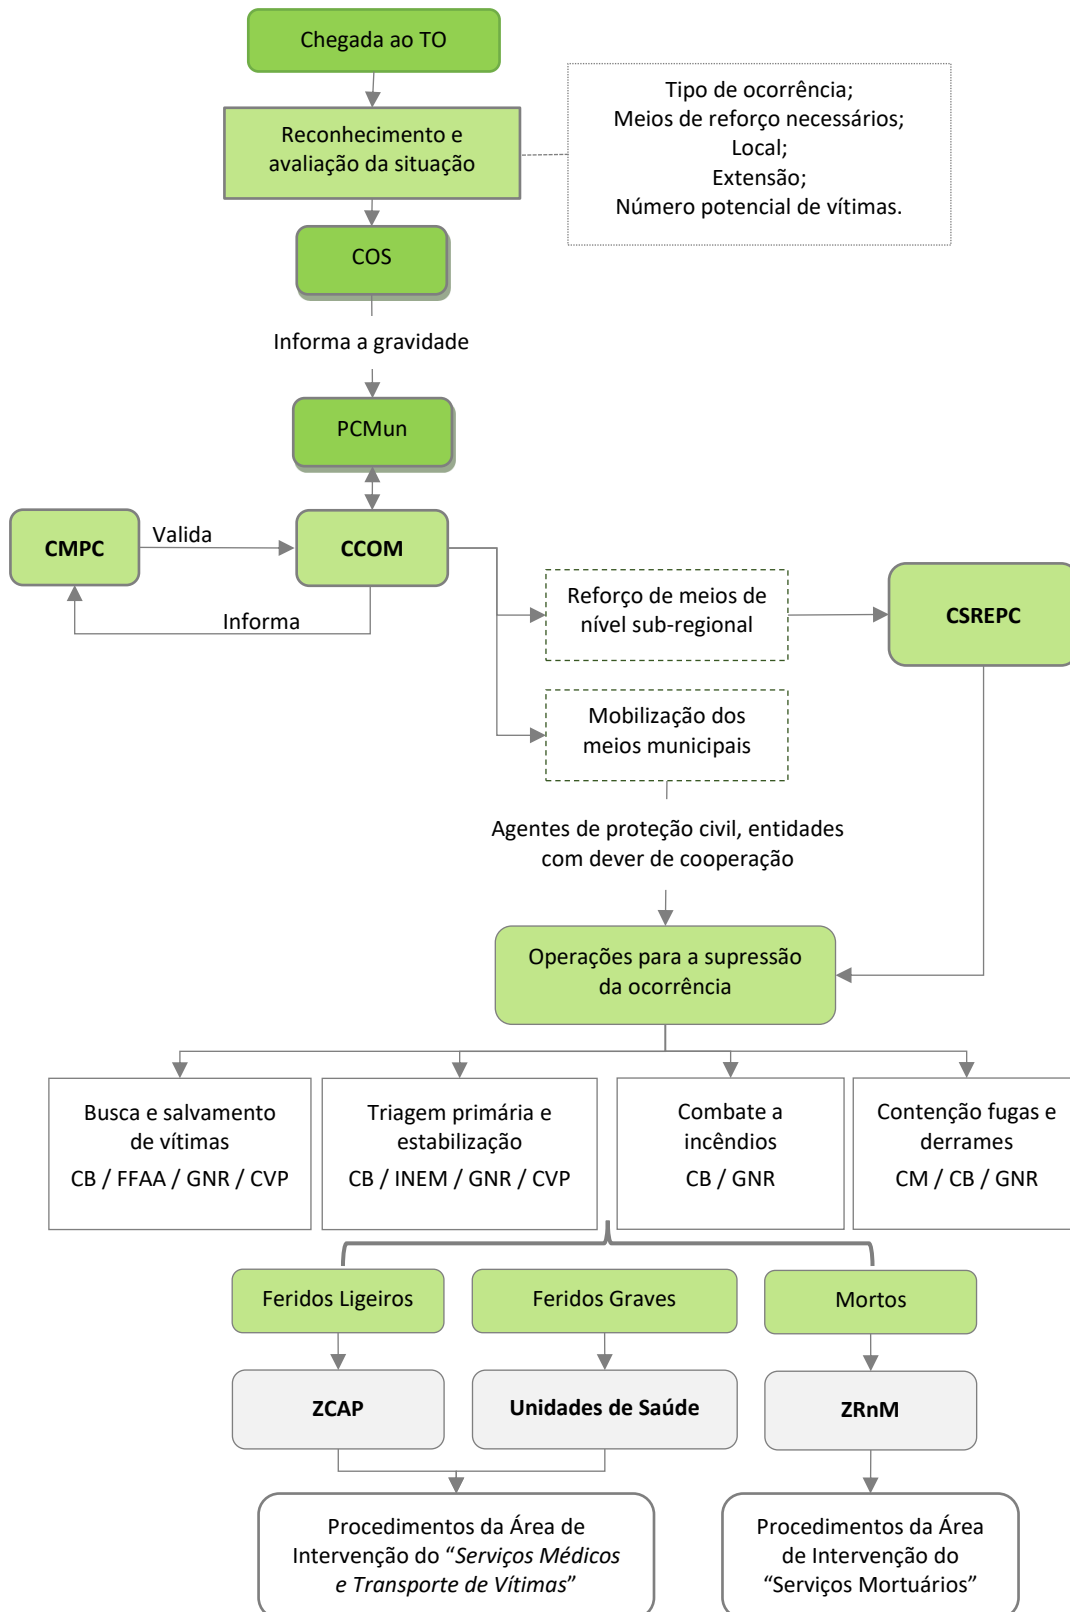 Chegada ao TO
Reconhecimento e
avaliação da situação
Tipo de ocorrência;
Meios de reforço necessários;
Local;
Extensão;
Número potencial de vítimas.
COS
Informa a gravidade
PCMun
CMPC
Valida
CCOM
Informa
Reforço de meios de
nível sub-regional
CSREPC
Mobilização dos
meios municipais
Agentes de proteção civil, entidades
com dever de cooperação
Operações para a supressão
da ocorrência
Busca e salvamento
de vítimas
CB / FFAA / GNR / CVP
Triagem primária e
estabilização
CB / INEM / GNR / CVP
Combate a
incêndios
CB / GNR
Contenção fugas e
derrames
CM / CB / GNR
Feridos Ligeiros
Feridos Graves
Mortos
ZCAP
Unidades de Saúde
ZRnM
Procedimentos da Área de
Intervenção do “Serviços Médicos
e Transporte de Vítimas”
Procedimentos da Área
de Intervenção do
“Serviços Mortuários”